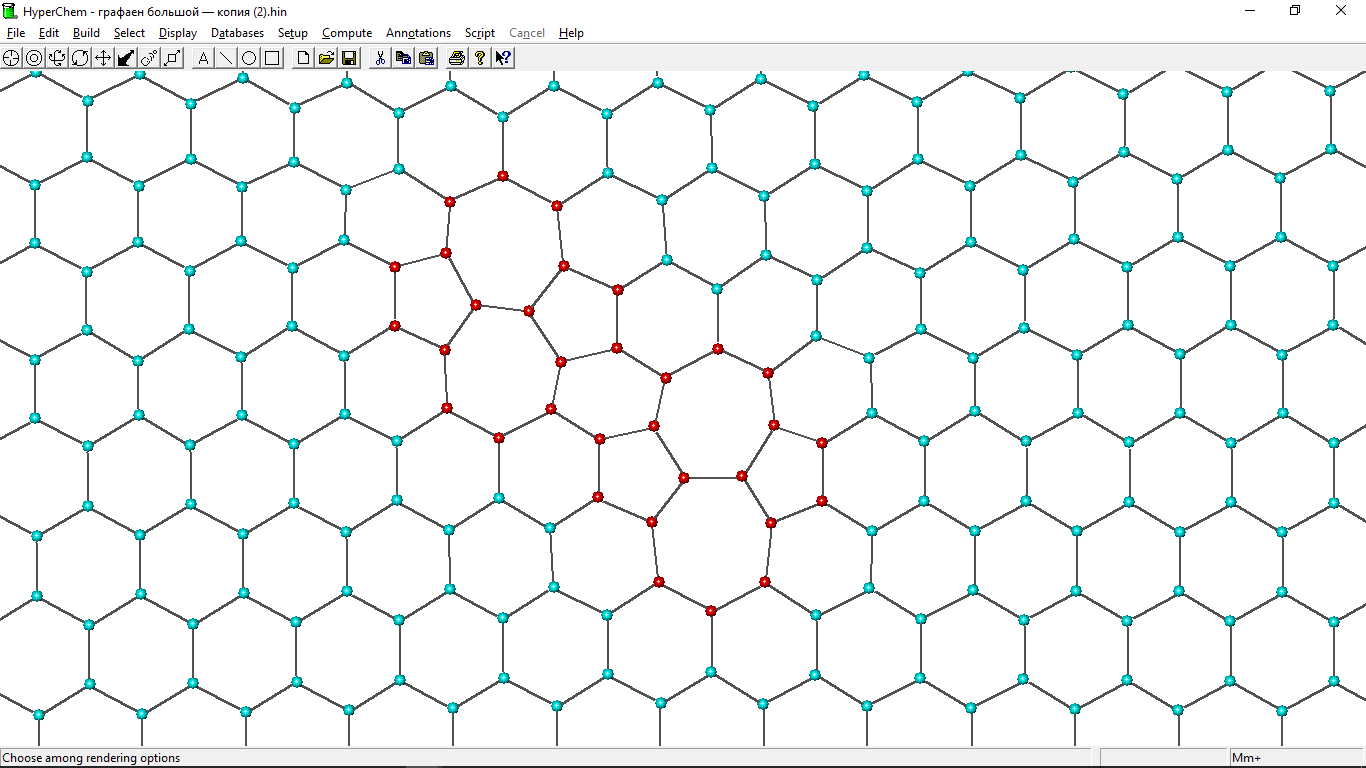 HyperChem - графаен большой — копия (2).hin
File Edit Build Select Display Databases Setup Compute Annotations Script Cancel Help
A
Choose among rendering options
Mm+